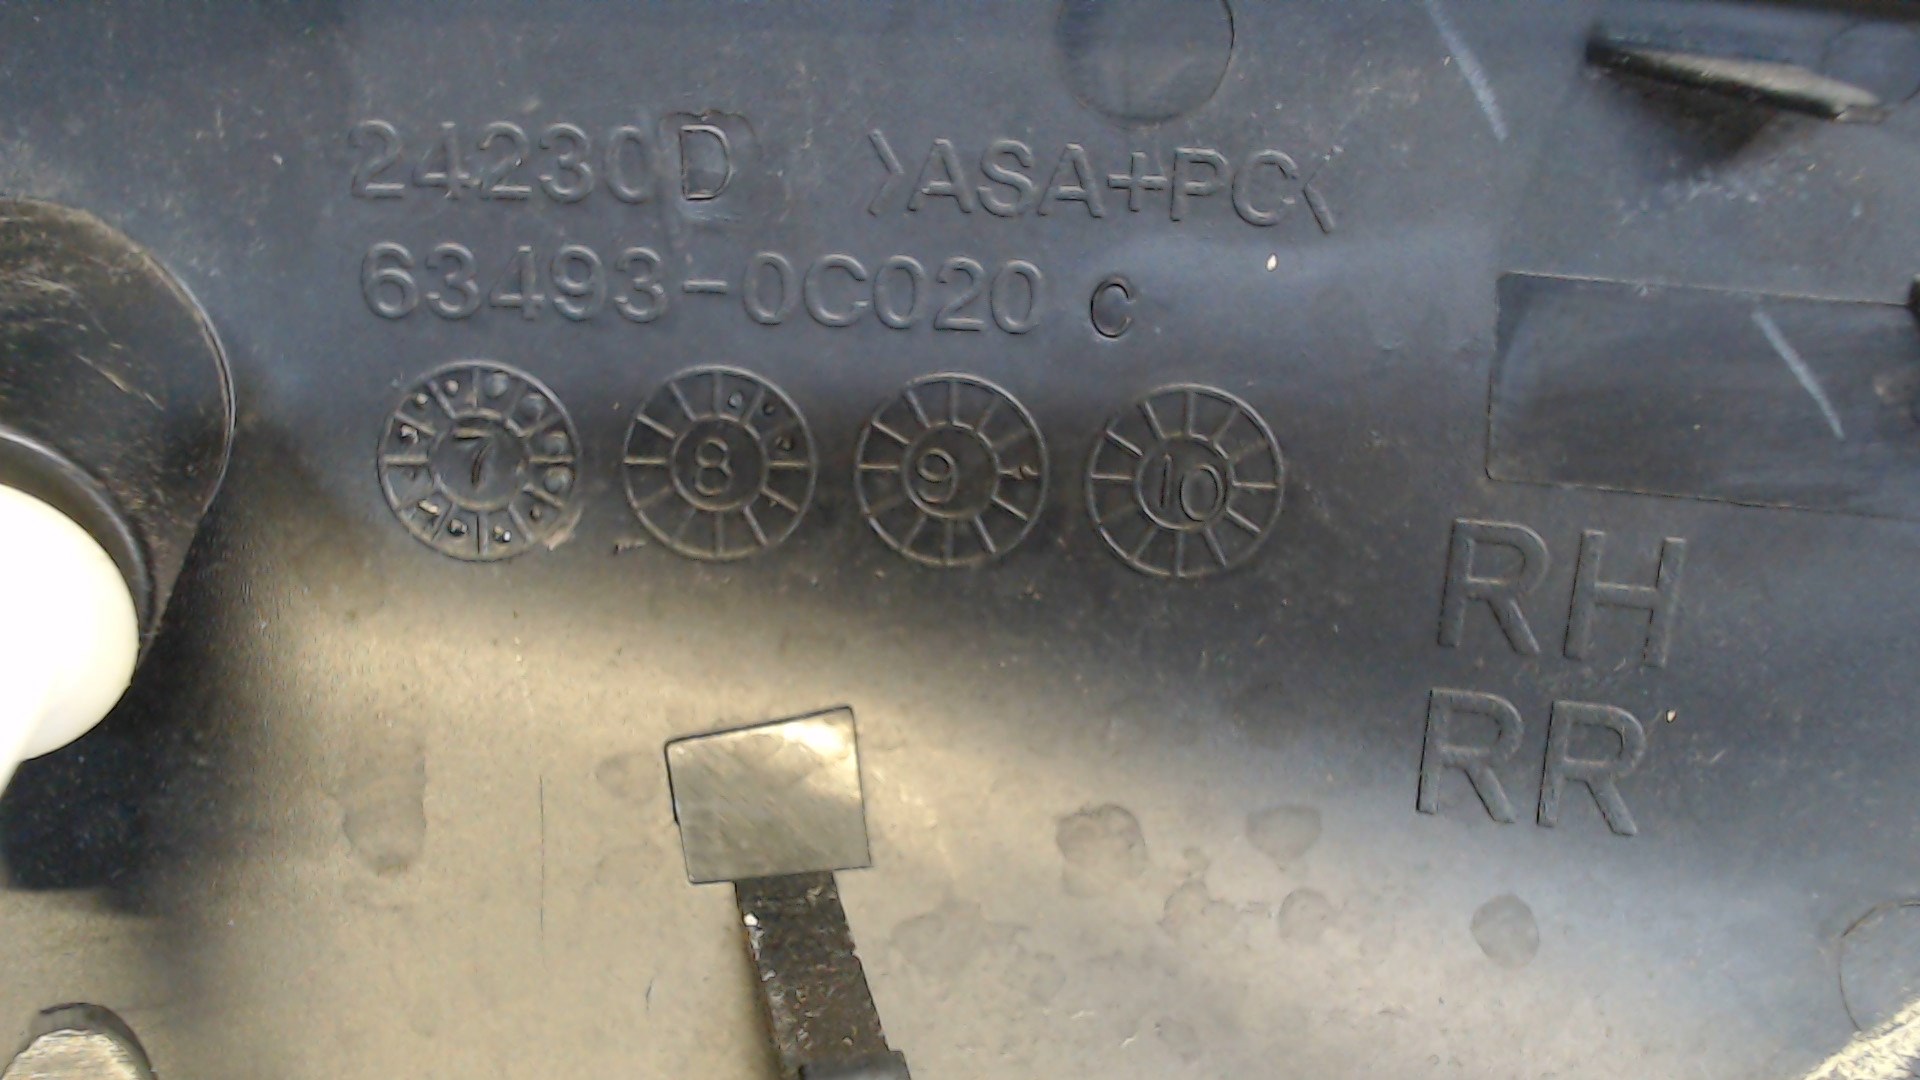 24230D >ASA+PC<
63493-0C020 C
7 8 9 10
RH
RR